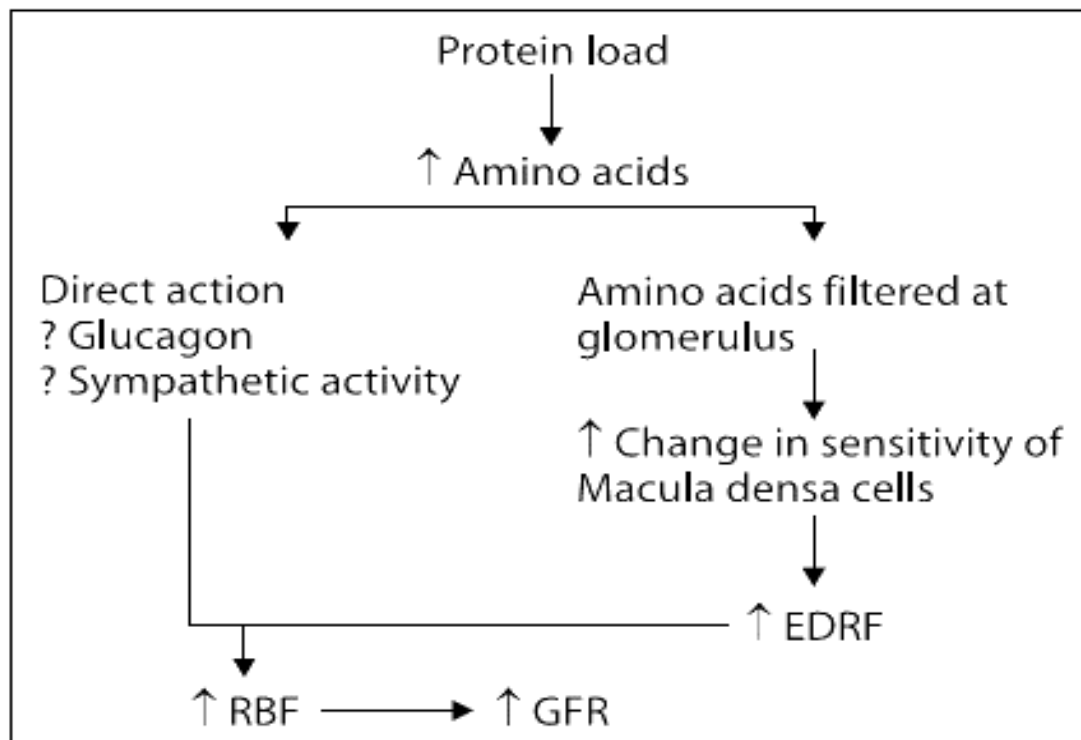 Protein load
↑ Amino acids
Direct action
? Glucagon
? Sympathetic activity
Amino acids filtered at
glomerulus
↑ Change in sensitivity of
Macula densa cells
↑ EDRF
↑ RBF
↑ GFR